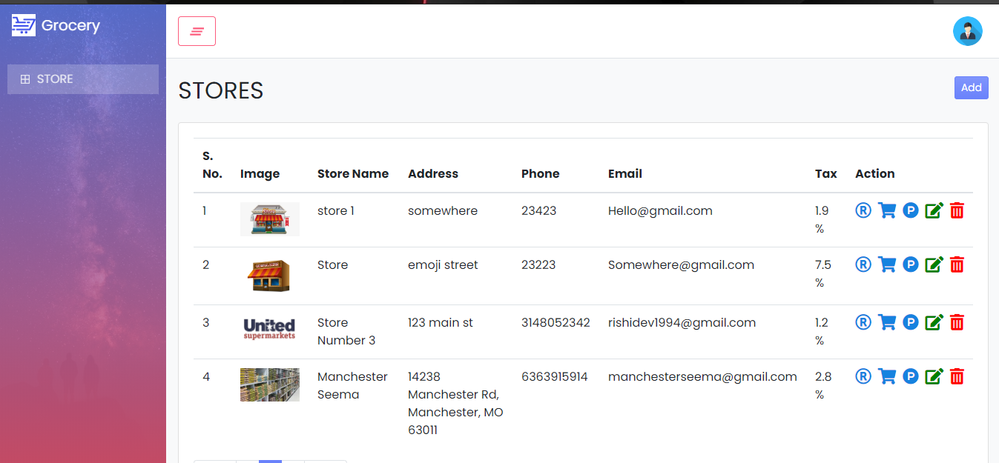 Grocery
STORE
STORES
Add
S.
No. Image Store Name Address Phone Email Tax Action
1 store 1 somewhere 23423 Hello@gmail.com 1.9
%
2 Store emoji street 23223 Somewhere@gmail.com 7.5
%
3 United Store 123 main st 3148052342 rishidev1994@gmail.com 1.2
supermarkets Number 3 %
4 Manchester 14238 6363915914 manchesterseema@gmail.com 2.8
Seema Manchester Rd, %
Manchester, MO
63011